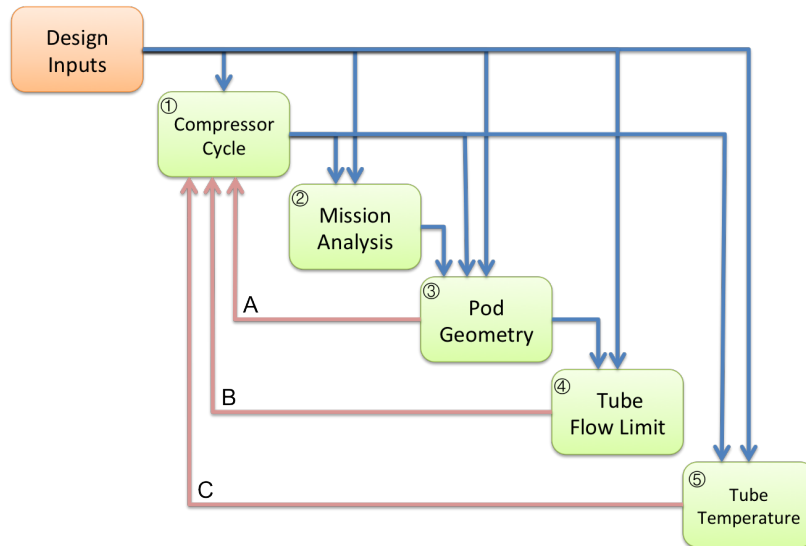 Design
Inputs
①
Compressor
Cycle
②
Mission
Analysis
③
Pod
Geometry
A
④
Tube
Flow Limit
B
⑤
Tube
Temperature
C